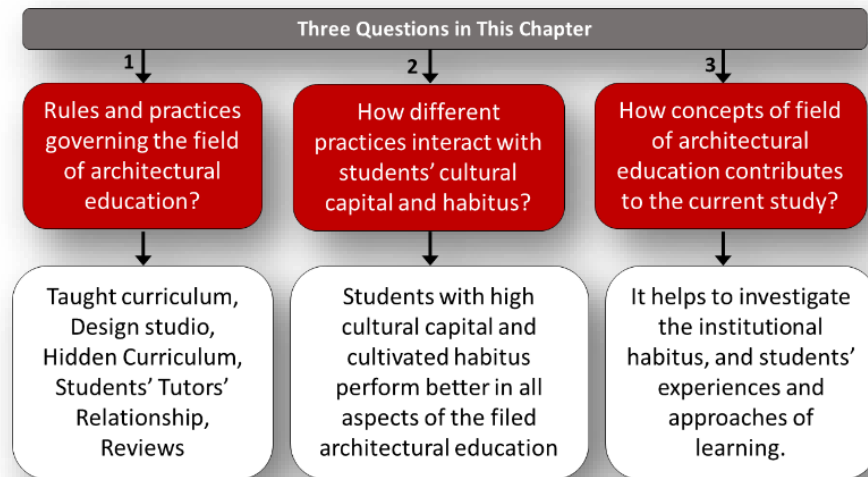 Three Questions in This Chapter
1
Rules and practices
governing the field
of architectural
education?
Taught curriculum,
Design studio,
Hidden Curriculum,
Students' Tutors'
Relationship,
Reviews
2
How different
practices interact with
students' cultural
capital and habitus?
Students with high
cultural capital and
cultivated habitus
perform better in all
aspects of the filed
architectural education
3
How concepts of field
of architectural
education contributes
to the current study?
It helps to investigate
the institutional
habitus, and students'
experiences and
approaches of
learning.